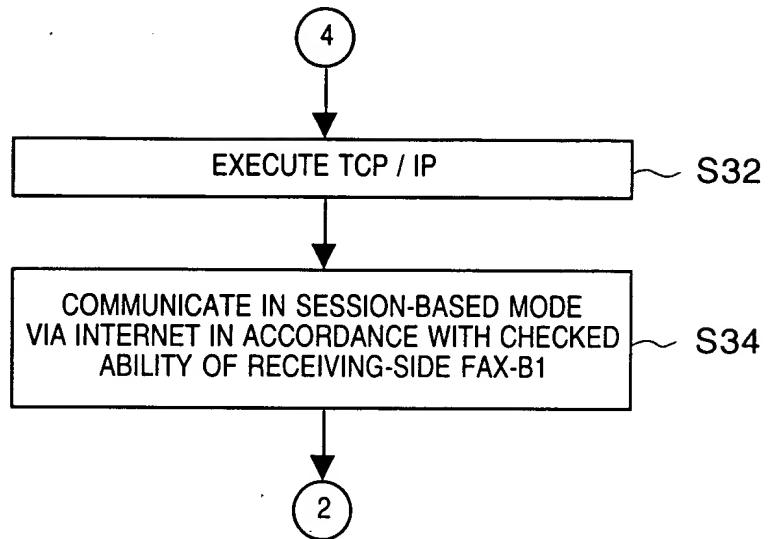 4
EXECUTE TCP / IP
S32
COMMUNICATE IN SESSION-BASED MODE
VIA INTERNET IN ACCORDANCE WITH CHECKED
ABILITY OF RECEIVING-SIDE FAX-B1
S34
2